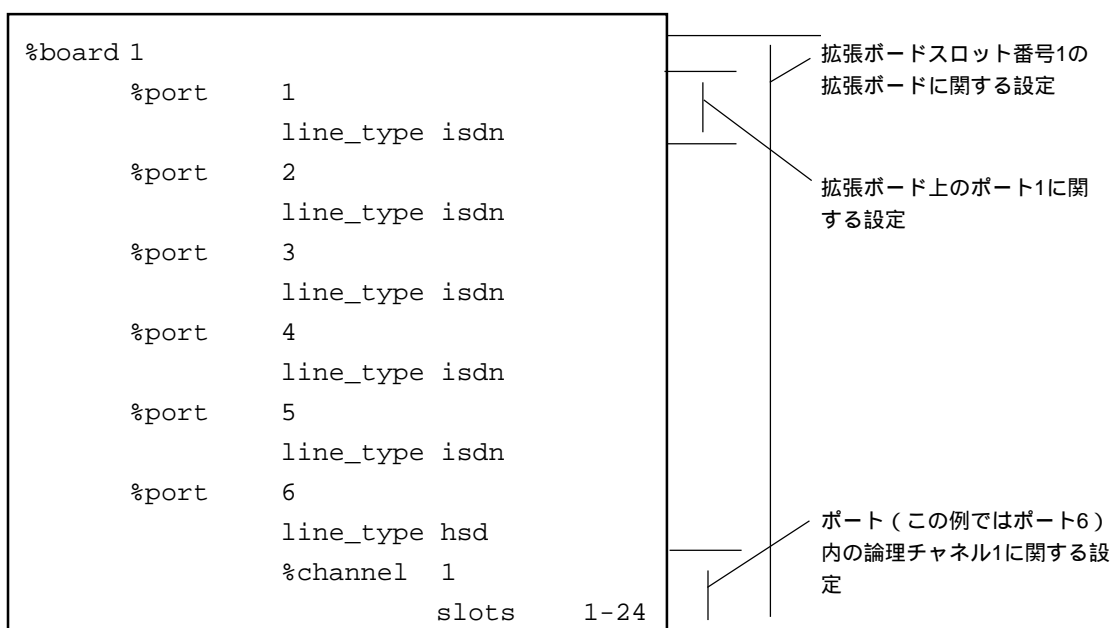 %board 1
%port 1
line_type isdn
%port 2
line_type isdn
%port 3
line_type isdn
%port 4
line_type isdn
%port 5
line_type isdn
%port 6
line_type hsd
%channel 1
slots 1-24
拡張ボードスロット番号1の
拡張ボードに関する設定
拡張ボード上のポート1に関
する設定
ポート（この例ではポート6）
内の論理チャネル1に関する設
定